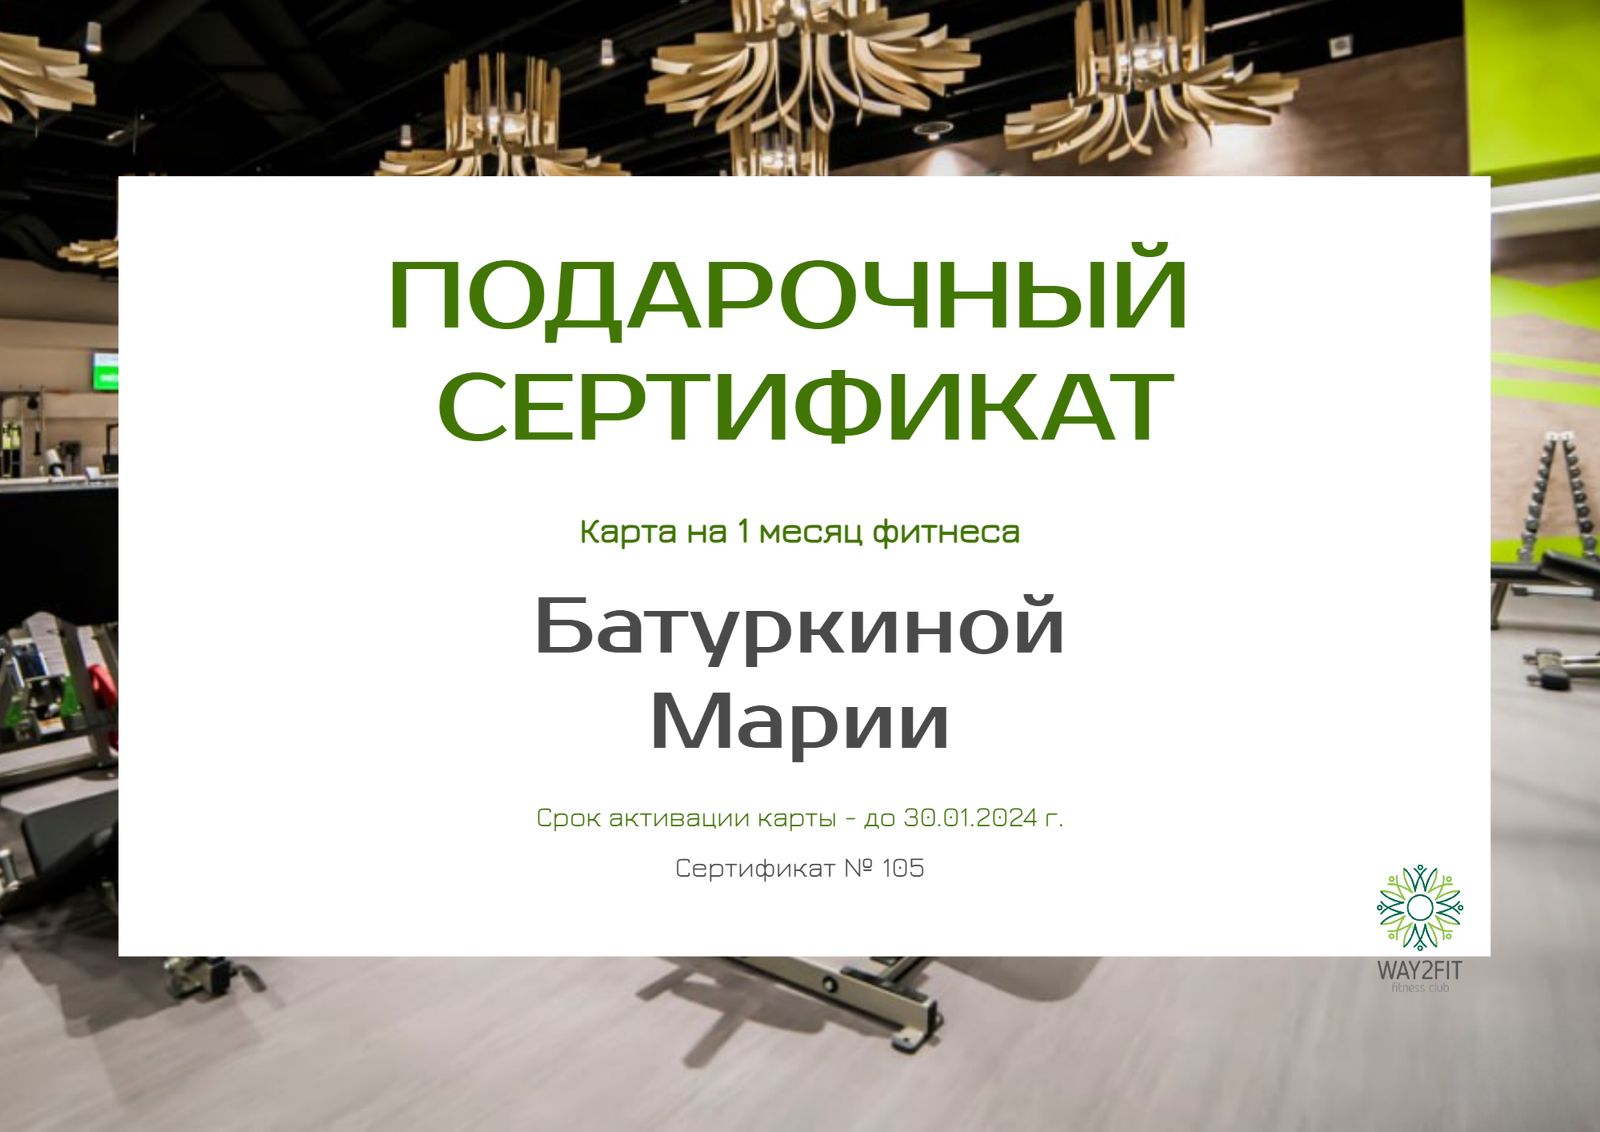 ПОДАРОЧНЫЙ
СЕРТИФИКАТ
Карта на 1 месяц фитнеса
Батуркиной
Марии
Срок активации карты - до 30.01.2024 г.
Сертификат № 105
WAY2FIT
fitness club